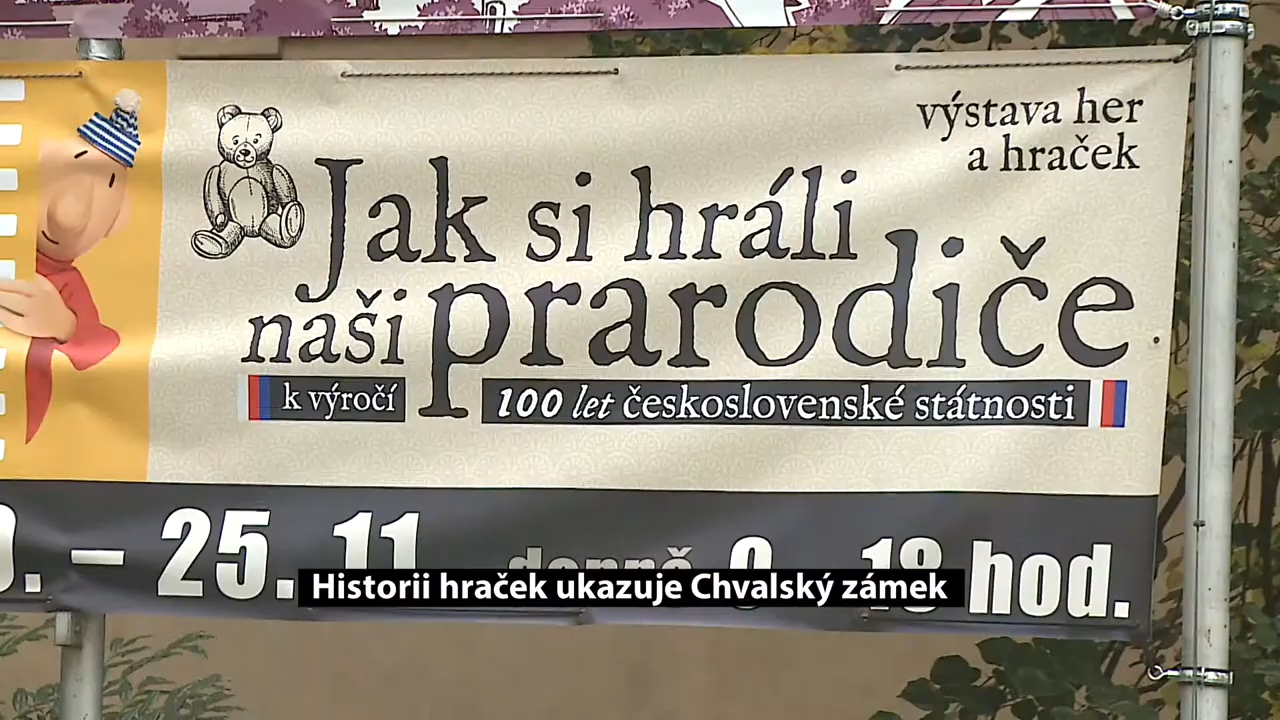 výstava her
a hraček
Jak si hráli
naši prarodiče
k výročí 100 let československé státnosti
– 25. 11. denně 9 18 hod.
Historii hraček ukazuje Chvalský zámek